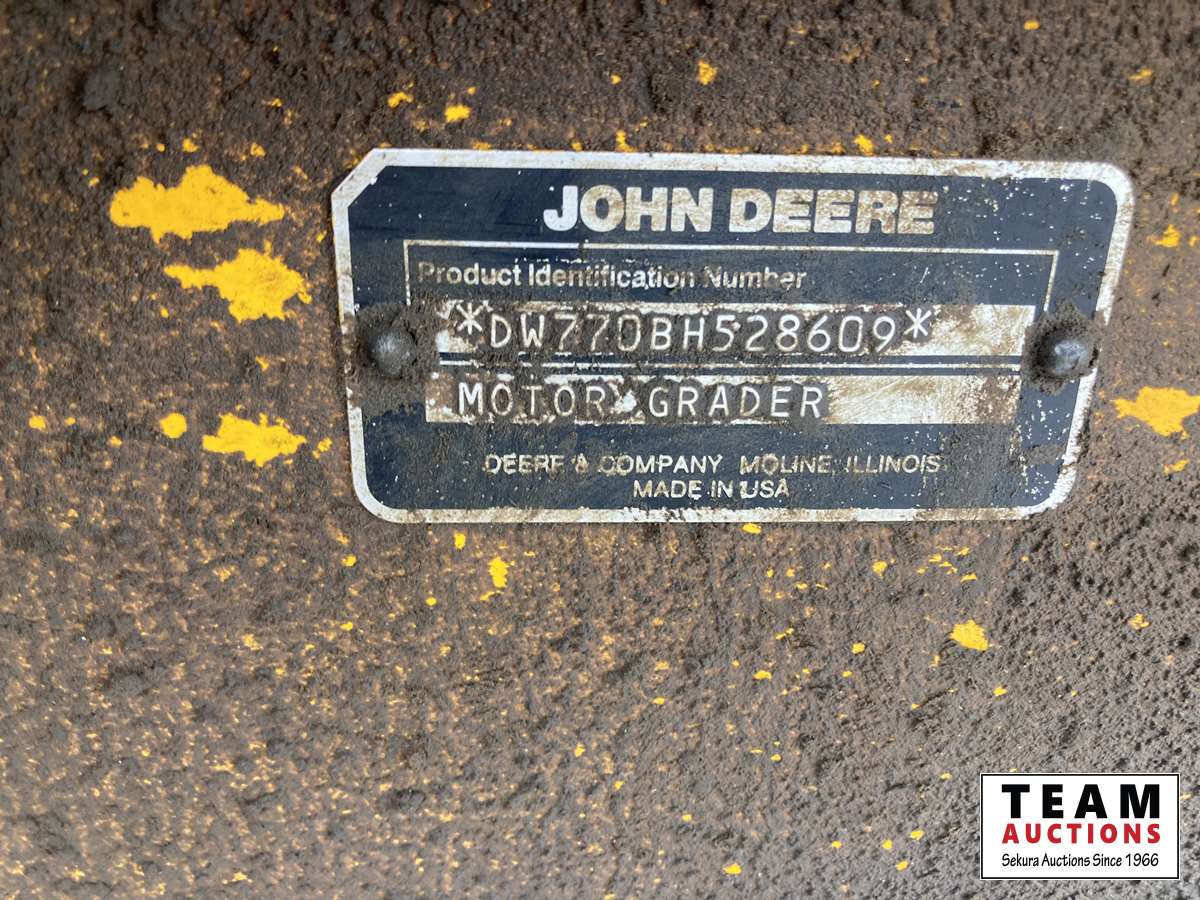 JOHN DEERE
Product Identification Number
*DW770BH528609*
MOTOR GRADER
DEERE & COMPANY MOLINE, ILLINOIS
MADE IN USA
TEAM
AUCTIONS
Sekura Auctions Since 1966